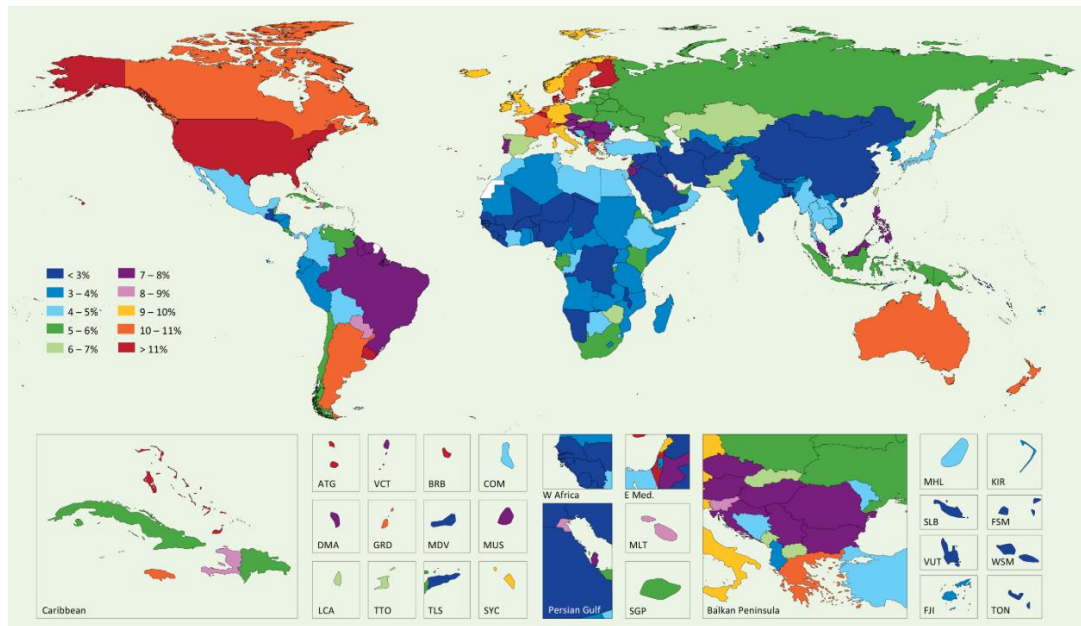 < 3%
3 – 4%
4 – 5%
5 – 6%
6 – 7%
7 – 8%
8 – 9%
9 – 10%
10 – 11%
> 11%
Caribbean
ATG
VCT
BRB
COM
DMA
GRD
MDV
MUS
LCA
TTO
TLS
SYC
W Africa
E Med.
Persian Gulf
MLT
SGP
Balkan Peninsula
MHL
KIR
SLB
FSM
VUT
WSM
FJI
TON